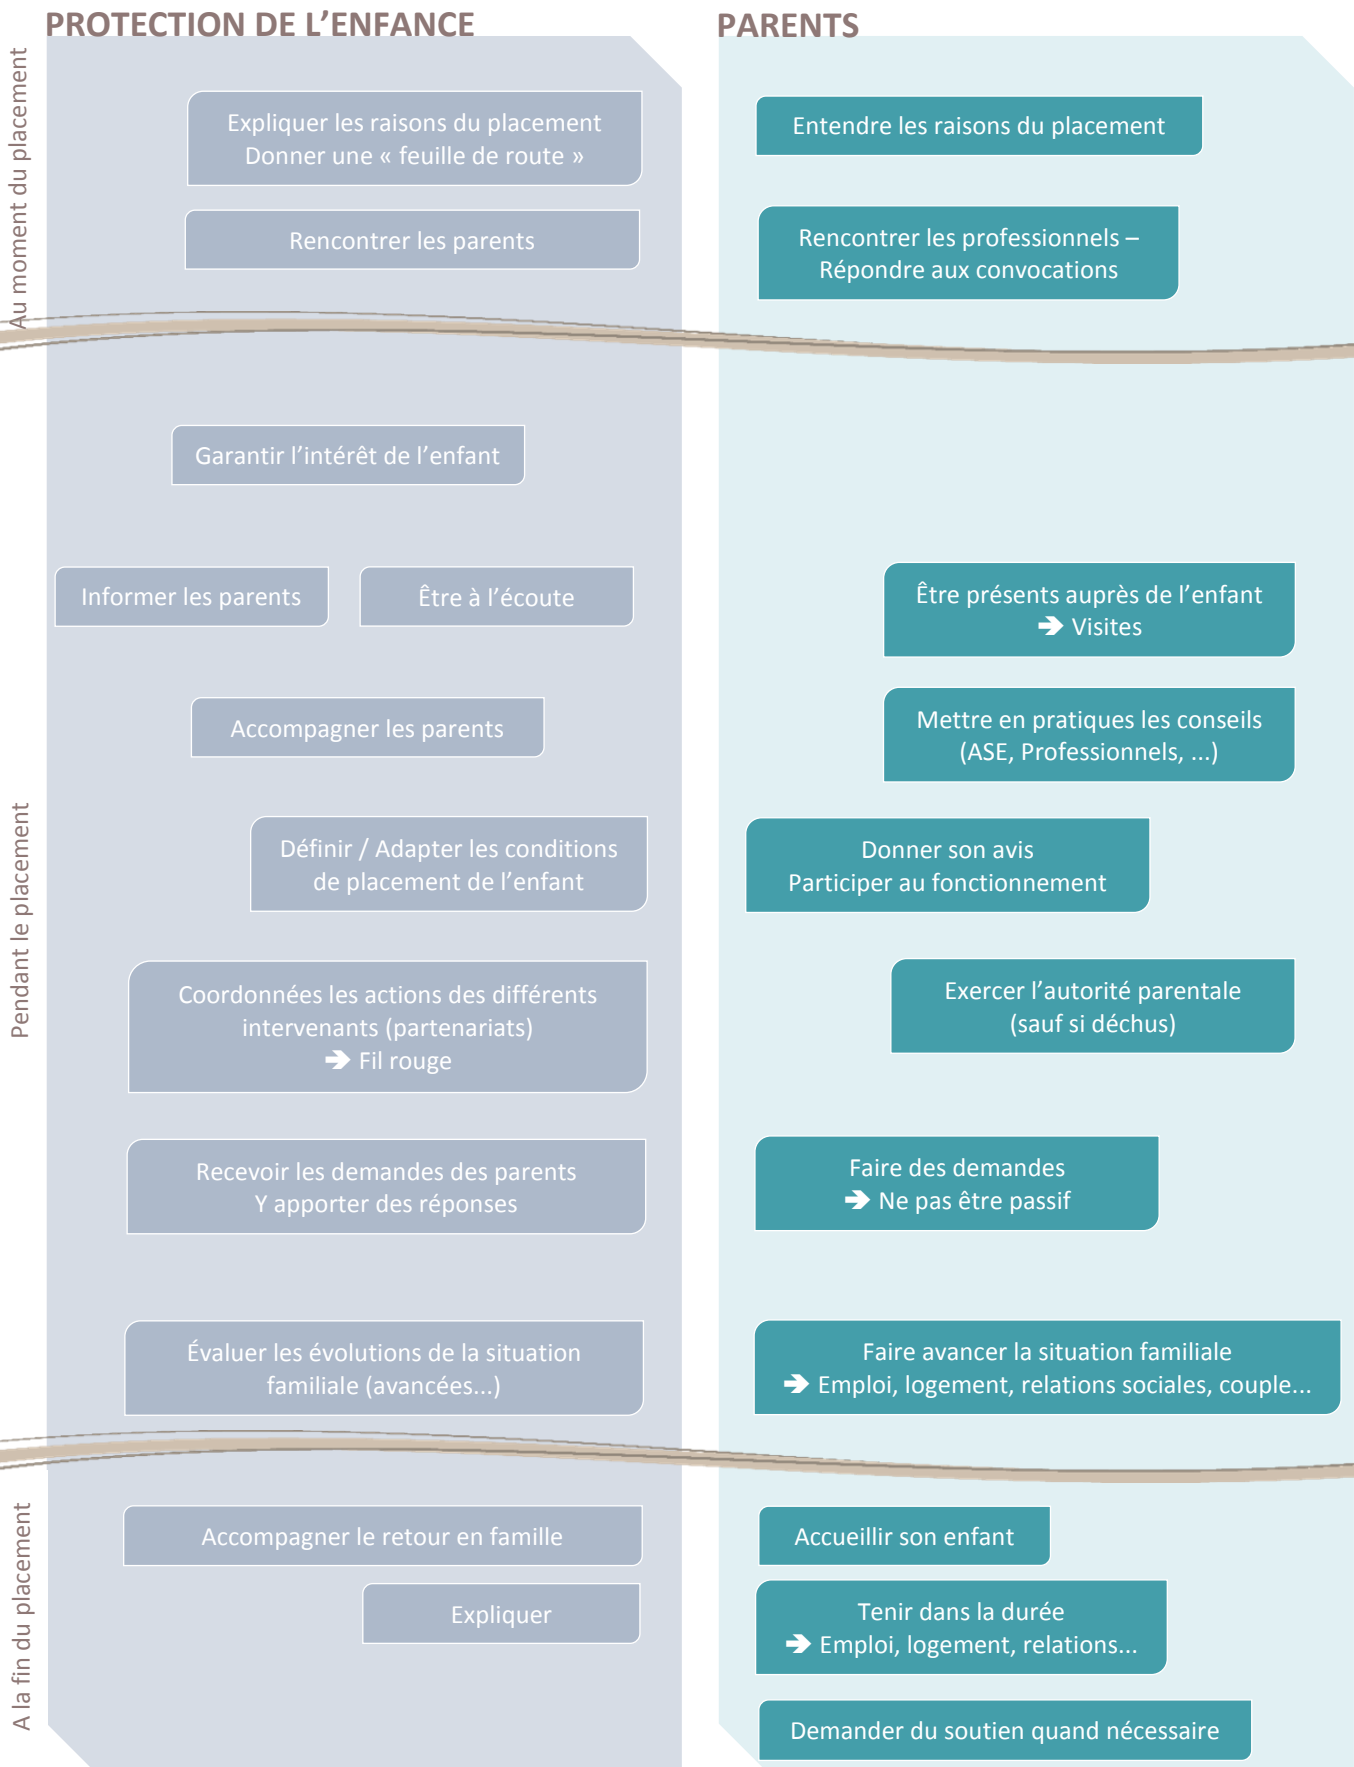 PROTECTION DE L’ENFANCE
PARENTS
Au moment du placement
Expliquer les raisons du placement
Donner une « feuille de route »
Entendre les raisons du placement
Rencontrer les parents
Rencontrer les professionnels –
Répondre aux convocations
Pendant le placement
Garantir l’intérêt de l’enfant
Informer les parents
Être à l’écoute
Être présents auprès de l’enfant
➔ Visites
Accompagner les parents
Mettre en pratiques les conseils
(ASE, Professionnels, ...)
Définir / Adapter les conditions
de placement de l’enfant
Donner son avis
Participer au fonctionnement
Coordonnées les actions des différents
intervenants (partenariats)
➔ Fil rouge
Exercer l’autorité parentale
(sauf si déchus)
Recevoir les demandes des parents
Y apporter des réponses
Faire des demandes
➔ Ne pas être passif
Évaluer les évolutions de la situation
familiale (avancées...)
Faire avancer la situation familiale
➔ Emploi, logement, relations sociales, couple...
A la fin du placement
Accompagner le retour en famille
Accueillir son enfant
Expliquer
Tenir dans la durée
➔ Emploi, logement, relations...
Demander du soutien quand nécessaire